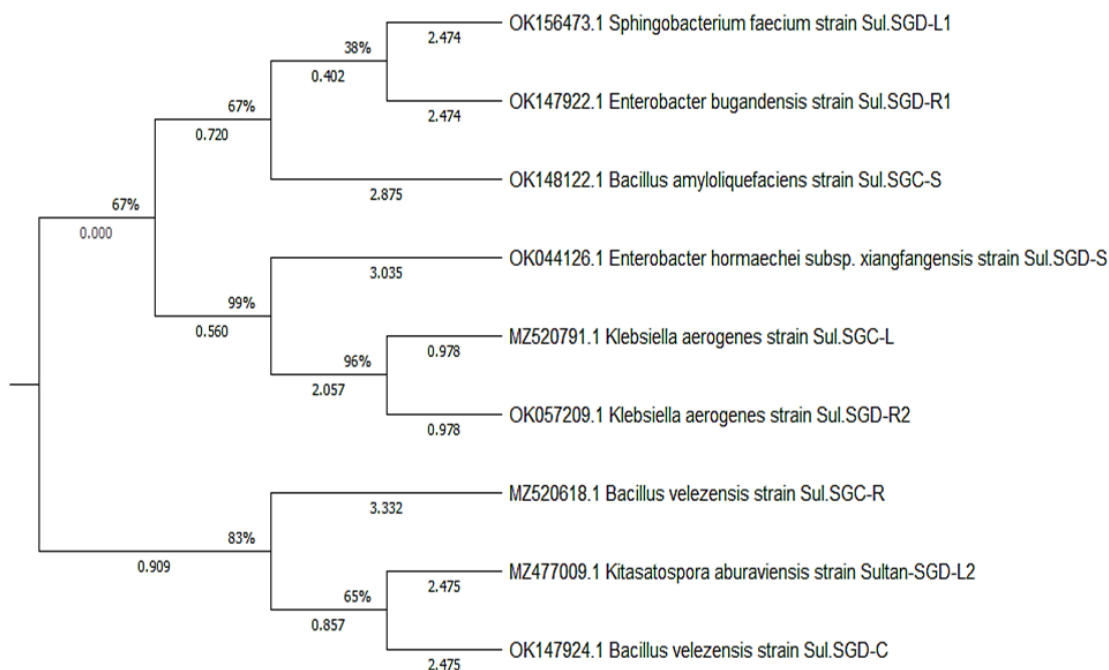 OK156473.1 Sphingobacterium faecium strain Sul.SGD-L1
2.474
38%
0.402
OK147922.1 Enterobacter bugandensis strain Sul.SGD-R1
2.474
67%
0.720
OK148122.1 Bacillus amyloliquefaciens strain Sul.SGC-S
2.875
67%
0.000
OK044126.1 Enterobacter hormaechei subsp. xiangfangensis strain Sul.SGD-S
3.035
99%
0.560
MZ520791.1 Klebsiella aerogenes strain Sul.SGC-L
0.978
96%
2.057
OK057209.1 Klebsiella aerogenes strain Sul.SGD-R2
0.978
MZ520618.1 Bacillus velezensis strain Sul.SGC-R
3.332
83%
0.909
MZ477009.1 Kitasatospora aburaviensis strain Sultan-SGD-L2
2.475
65%
0.857
OK147924.1 Bacillus velezensis strain Sul.SGD-C
2.475